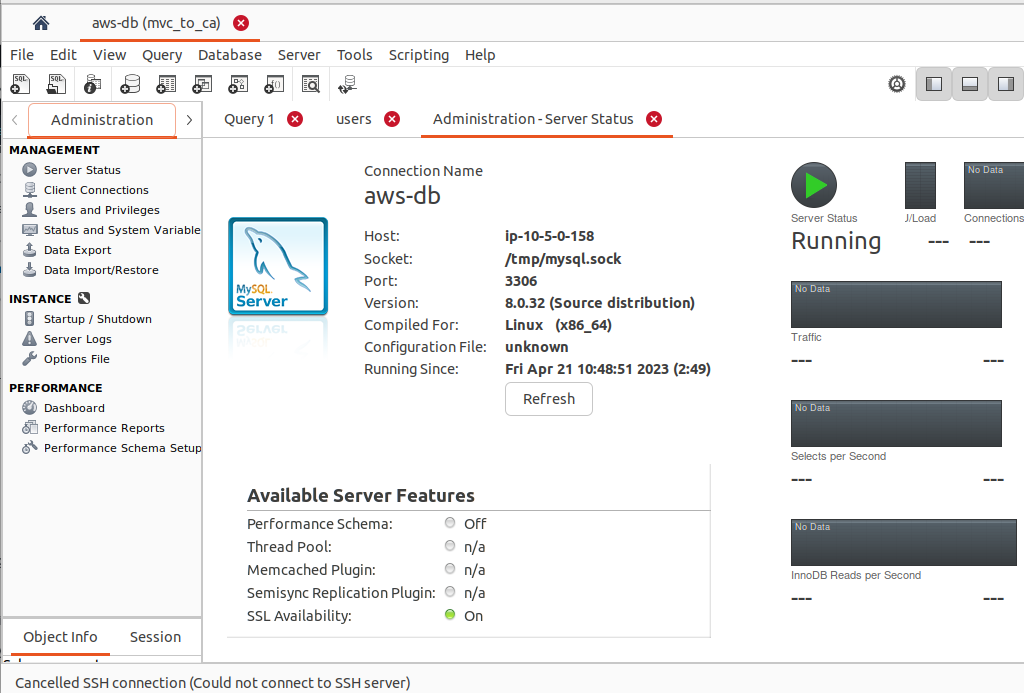 aws-db (mvc_to_ca)
File Edit View Query Database Server Tools Scripting Help
Administration
Query 1
users
Administration - Server Status
MANAGEMENT
Server Status
Client Connections
Users and Privileges
Status and System Variable
Data Export
Data Import/Restore
INSTANCE
Startup / Shutdown
Server Logs
Options File
PERFORMANCE
Dashboard
Performance Reports
Performance Schema Setup
Object Info
Session
Connection Name
aws-db
MySQL
Server
Host: ip-10-5-0-158
Socket: /tmp/mysql.sock
Port: 3306
Version: 8.0.32 (Source distribution)
Compiled For: Linux (x86_64)
Configuration File: unknown
Running Since: Fri Apr 21 10:48:51 2023 (2:49)
Refresh
Available Server Features
Performance Schema: Off
Thread Pool: n/a
Memcached Plugin: n/a
Semisync Replication Plugin: n/a
SSL Availability: On
Server Status
Running
J/Load
---
No Data
Connections
---
No Data
Traffic
--- ---
No Data
Selects per Second
--- ---
No Data
InnoDB Reads per Second
--- ---
Cancelled SSH connection (Could not connect to SSH server)